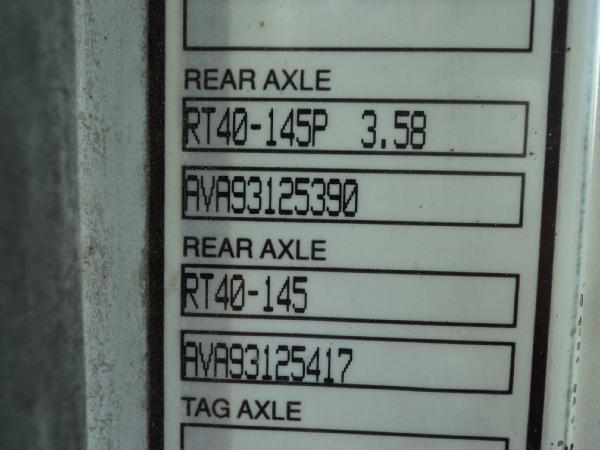 REAR AXLE
RT40-145P 3.58
AVA93125390
REAR AXLE
RT40-145
AVA93125417
TAG AXLE